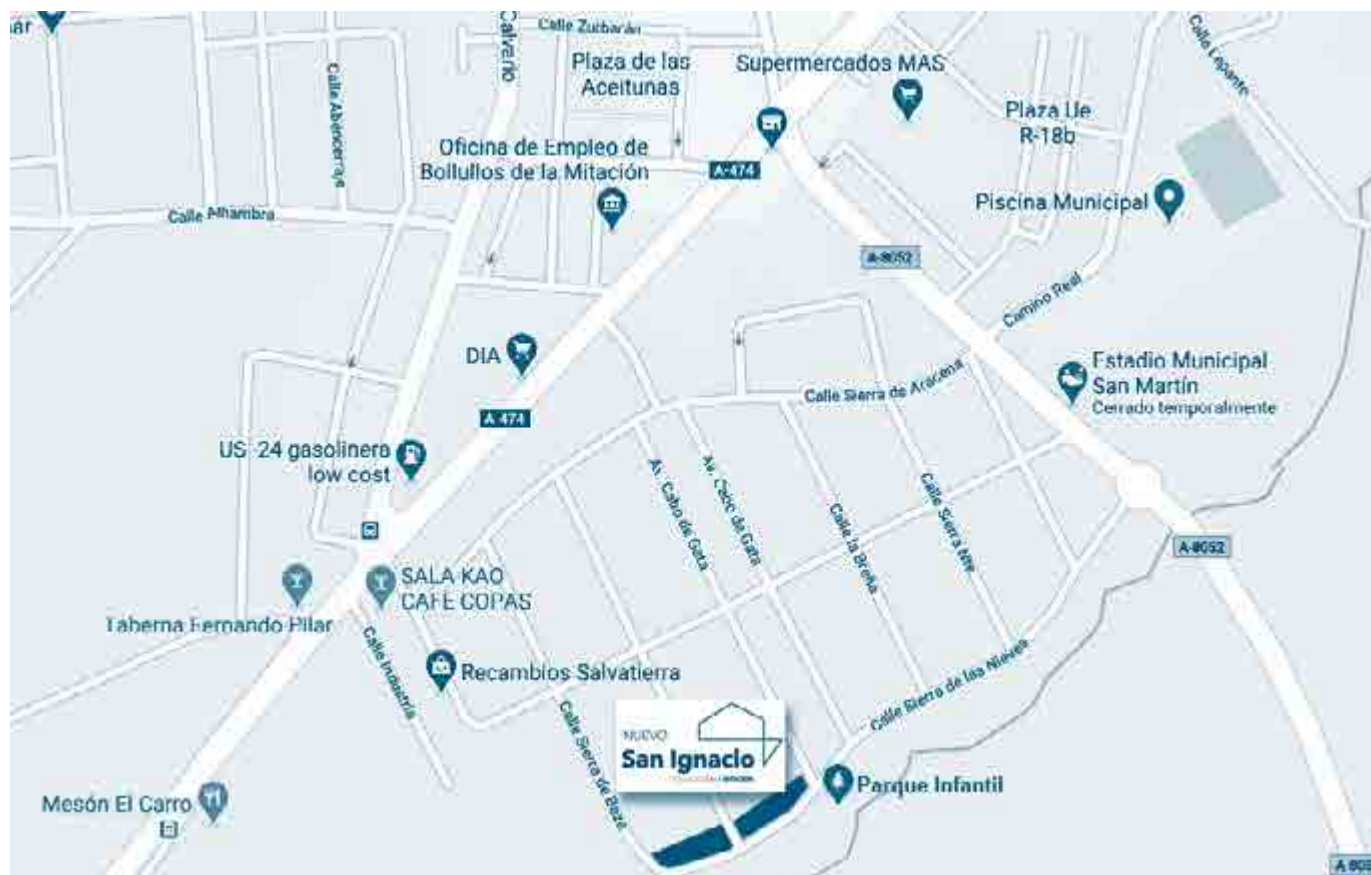 Calle Zurbarán
Calvario
Calle Lepanto
Plaza de las
Aceitunas
Supermercados MAS
Calle Abencerraje
Plaza Ue
R-18b
Oficina de Empleo de
Bollullos de la Mitación
A-474
Piscina Municipal
Calle Alhambra
A-8052
Camino Real
DIA
Estadio Municipal
San Martín
Cerrado temporalmente
Calle Sierra de Aracena
A-474
US-24 gasolinera
low cost
Av. Cabo de Gata
Av. Cabo de Gata
Calle la Breña
Calle Sierra Nte
A-8052
SALA KAO
CAFE COPAS
Taberna Fernando Pilar
Calle Industria
Recambios Salvatierra
Calle Sierra de las Nieves
Calle Sierra de Baza
NUEVO
San Ignacio
Parque Infantil
Mesón El Carro